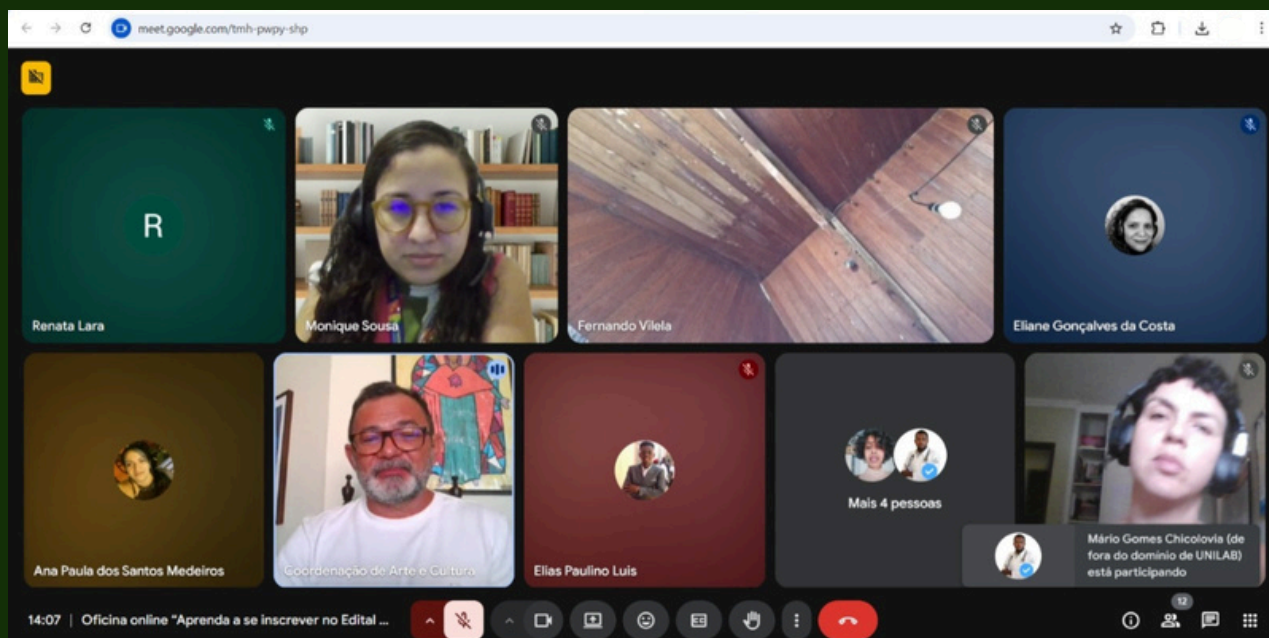 meet.google.com/tmh-pwpy-shp
R
Renata Lara
Monique Sousa
Fernando Vilela
Eliane Gonçalves da Costa
Ana Paula dos Santos Medeiros
Coordenação de Arte e Cultura
Elias Paulino Luis
Mais 4 pessoas
Mário Gomes Chicolovia (de
fora do domínio de UNILAB)
está participando
14:07 | Oficina online "Aprenda a se inscrever no Edital ...
12